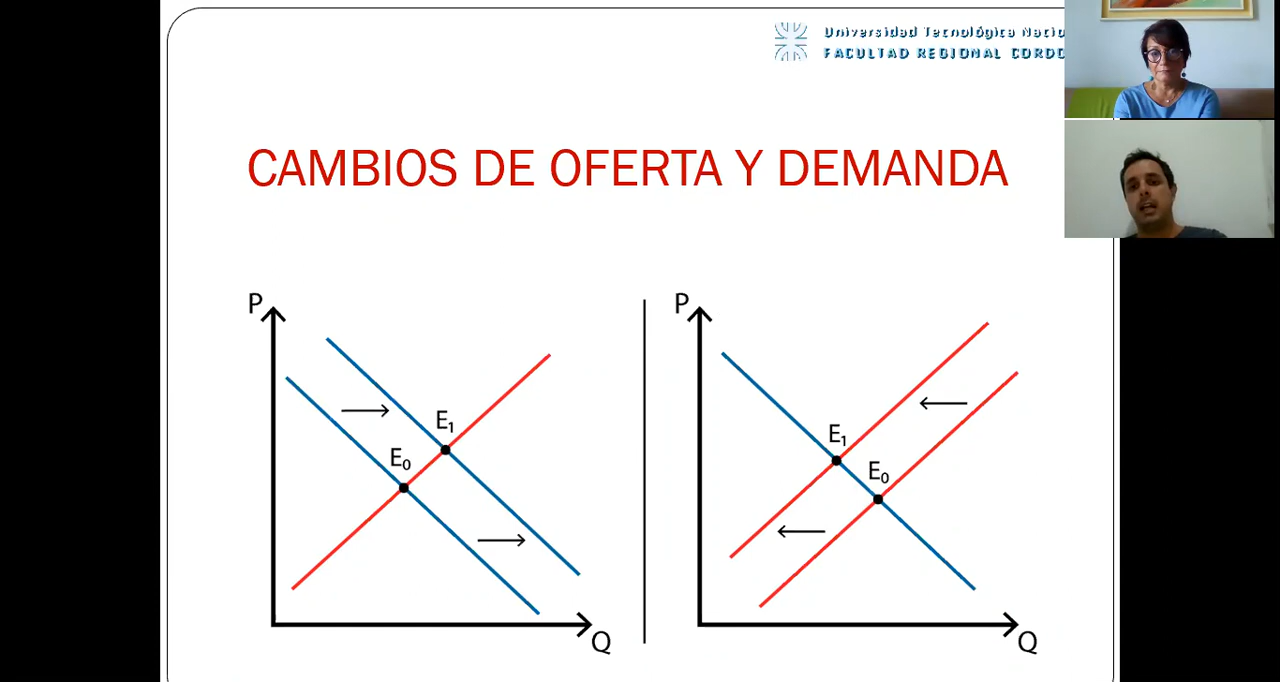 Universidad Tecnológica
FACULTAD REGIONAL
CAMBIOS DE OFERTA Y DEMANDA
P
E₁
E₀
Q
P
E₁
E₀
Q